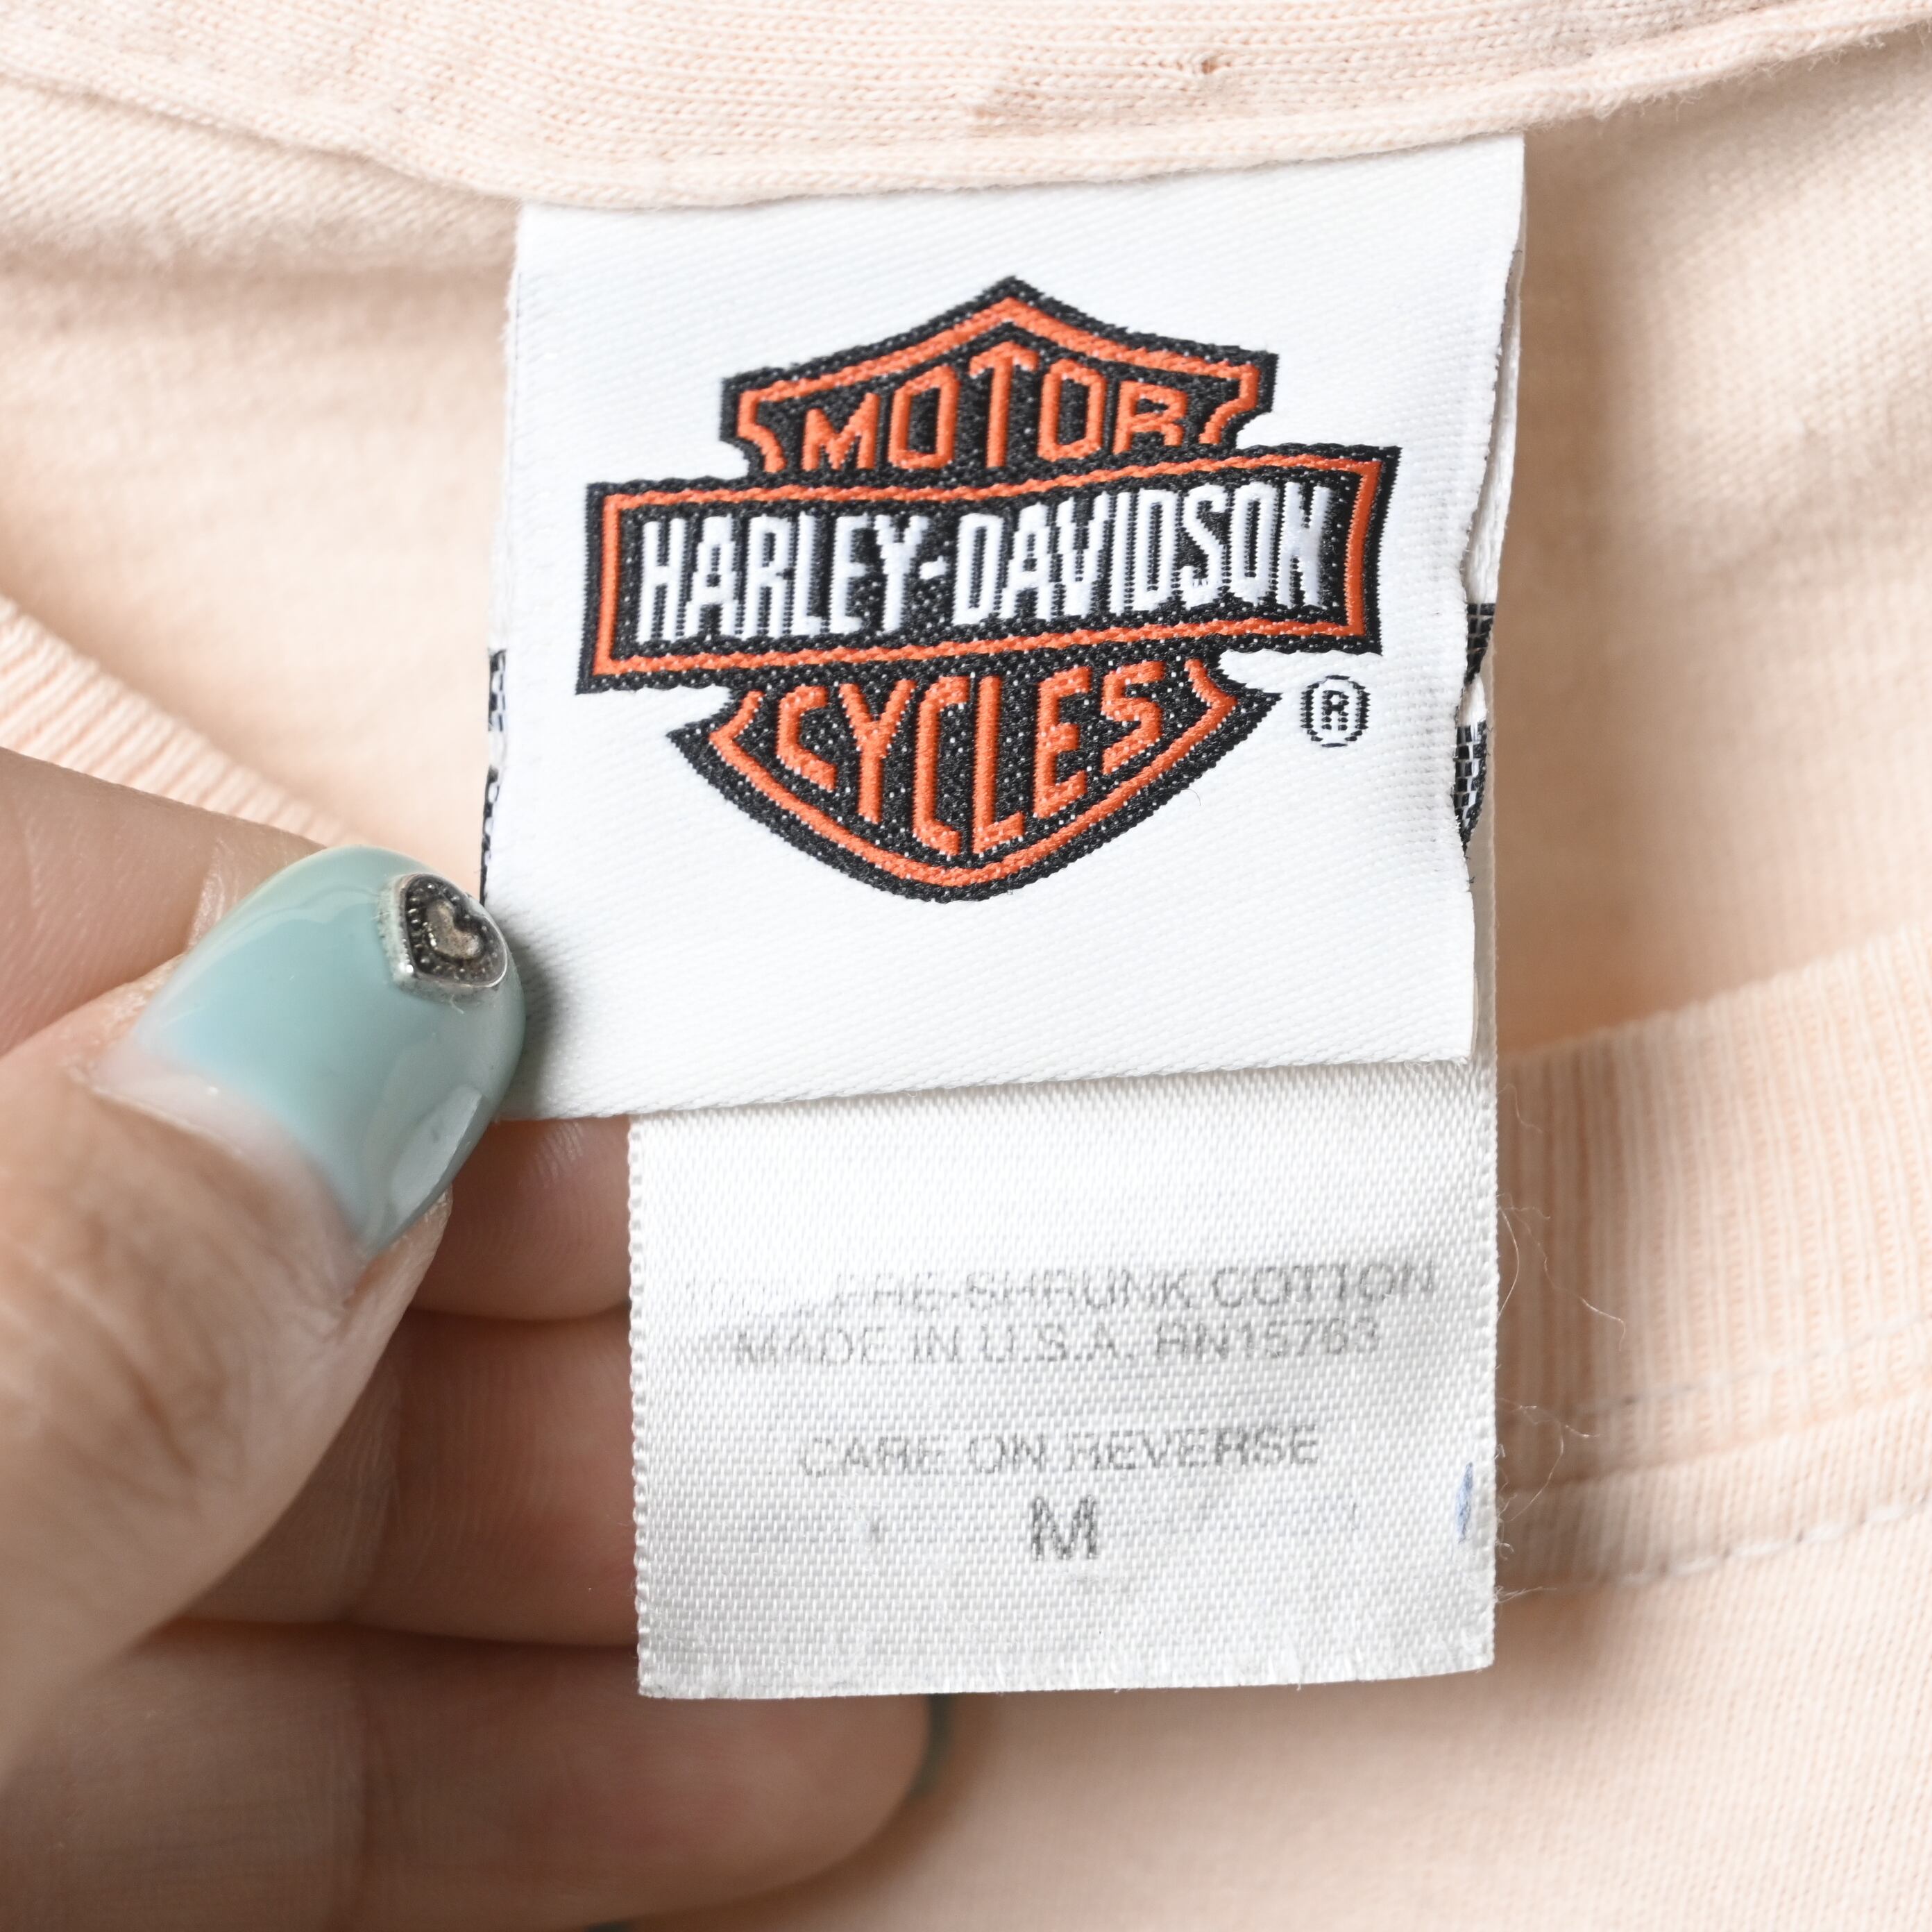 MOTOR
HARLEY-DAVIDSON
CYCLES
®
PRE-SHRUNK COTTON
MADE IN U.S.A. RN15763
CARE ON REVERSE
M